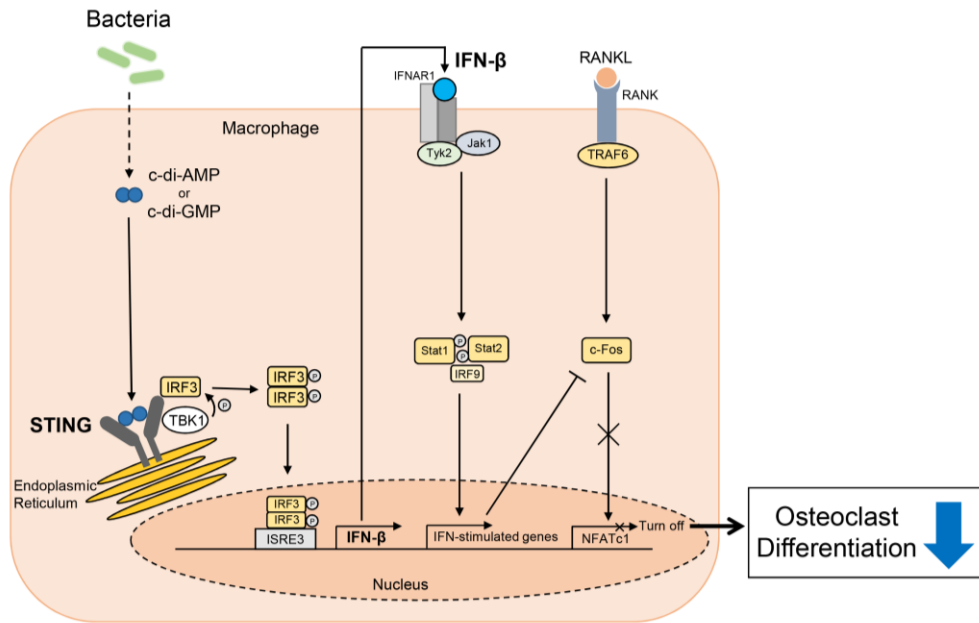 Bacteria
IFN-β
RANKL
IFNAR1
RANK
Macrophage
Tyk2
Jak1
TRAF6
c-di-AMP
or
c-di-GMP
Stat1
P
P
Stat2
IRF9
c-Fos
IRF3
IRF3
P
IRF3
P
STING
TBK1
P
Endoplasmic
Reticulum
IRF3
P
IRF3
P
ISRE3
IFN-β
IFN-stimulated genes
NFATc1
Turn off
Nucleus
Osteoclast
Differentiation